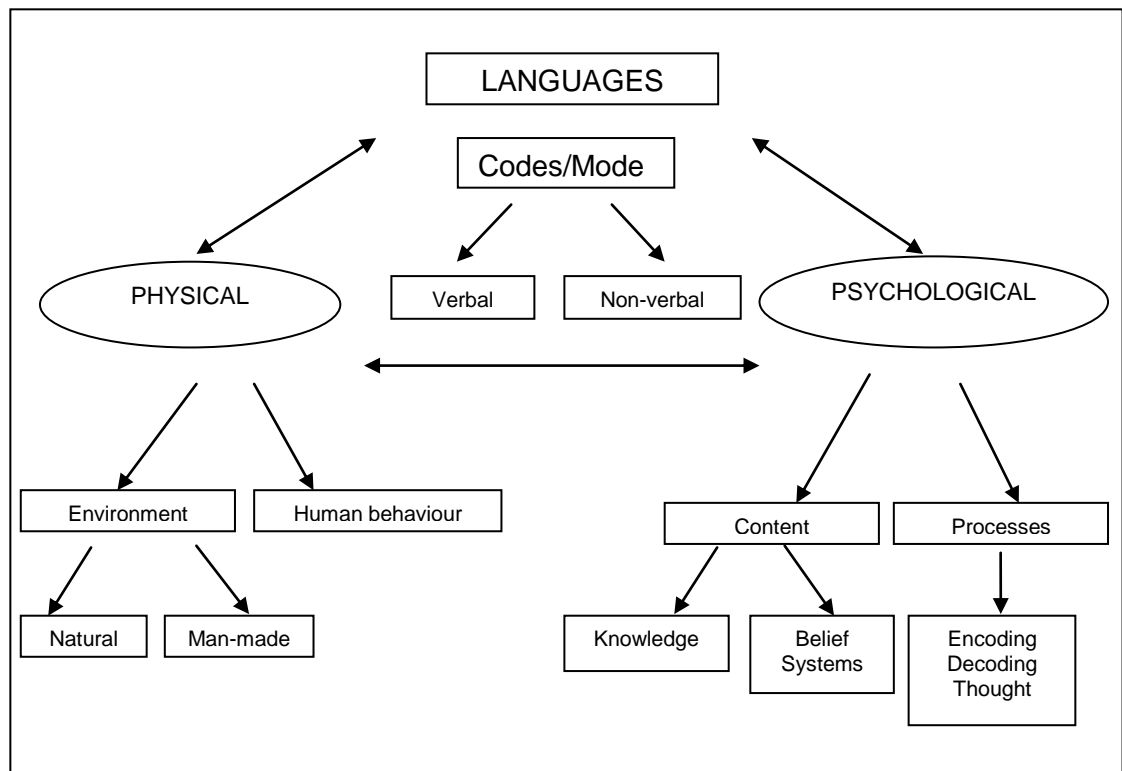 LANGUAGES
Codes/Mode
PHYSICAL
Verbal
Non-verbal
PSYCHOLOGICAL
Environment
Human behaviour
Content
Processes
Natural
Man-made
Knowledge
Belief
Systems
Encoding
Decoding
Thought